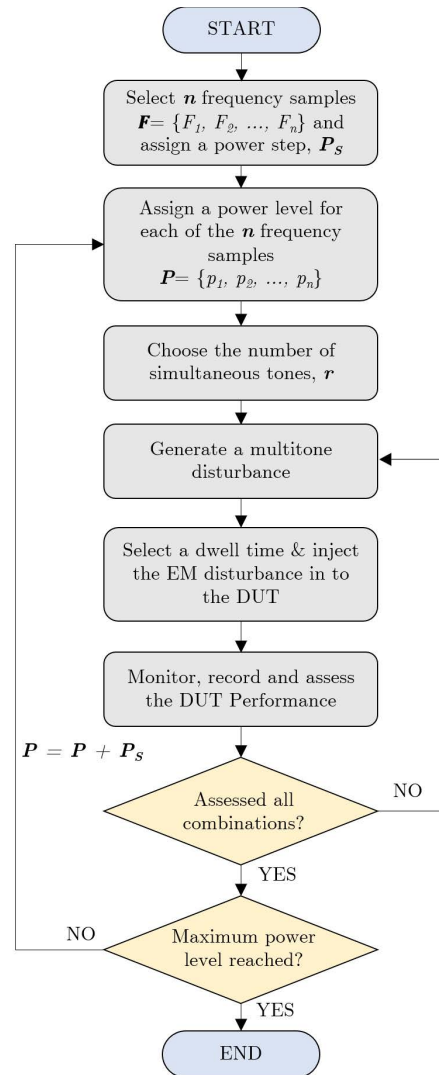 START
Select n frequency samples
F= {F₁, F₂, ..., Fₙ} and
assign a power step, Pₛ
Assign a power level for
each of the n frequency
samples
P= {p₁, p₂, ..., pₙ}
Choose the number of
simultaneous tones, r
Generate a multitone
disturbance
Select a dwell time & inject
the EM disturbance in to
the DUT
Monitor, record and assess
the DUT Performance
P = P + Pₛ
Assessed all
combinations?
NO
YES
Maximum power
level reached?
NO
YES
END